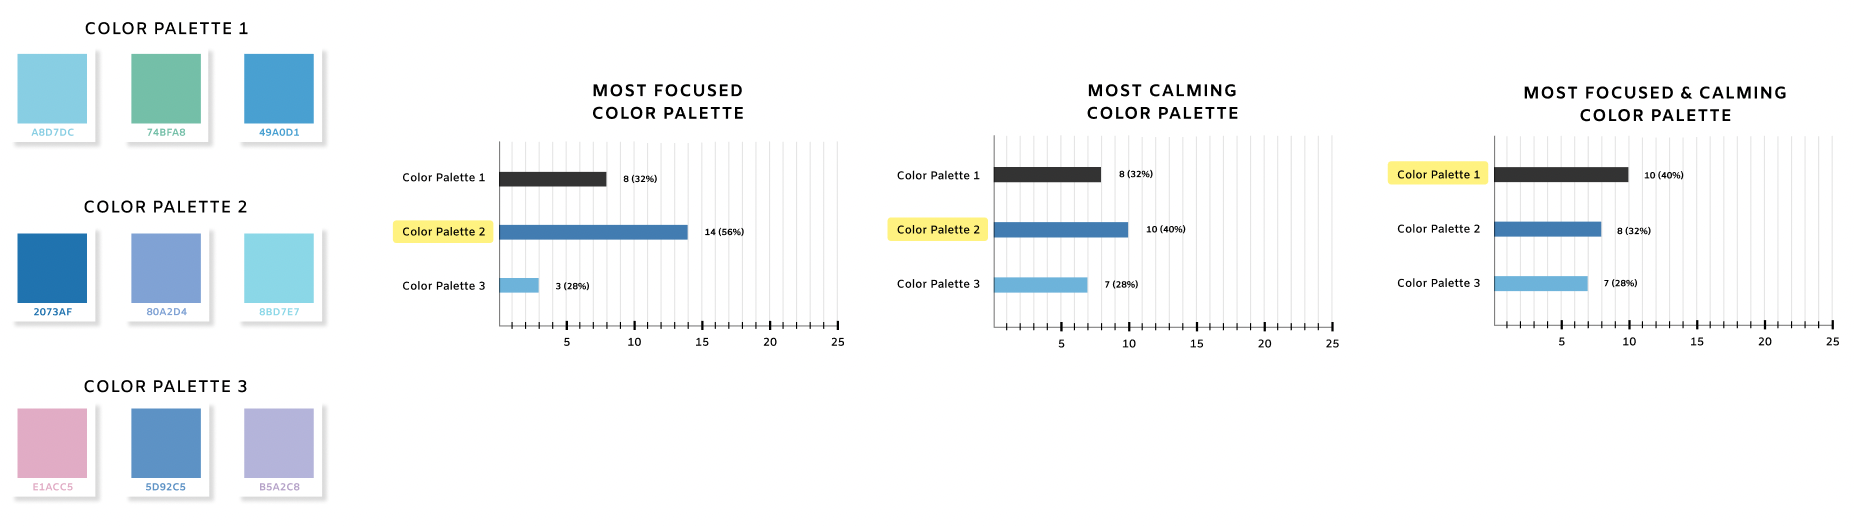 COLOR PALETTE 1
A8D7DC
74BFA8
49A0D1
COLOR PALETTE 2
2073AF
80A2D4
8BD7E7
COLOR PALETTE 3
E1ACC5
5D92C5
B5A2C8
MOST FOCUSED
COLOR PALETTE
Color Palette 1
8 (32%)
Color Palette 2
14 (56%)
Color Palette 3
3 (28%)
5 10 15 20 25
MOST CALMING
COLOR PALETTE
Color Palette 1
8 (32%)
Color Palette 2
10 (40%)
Color Palette 3
7 (28%)
5 10 15 20 25
MOST FOCUSED & CALMING
COLOR PALETTE
Color Palette 1
10 (40%)
Color Palette 2
8 (32%)
Color Palette 3
7 (28%)
5 10 15 20 25